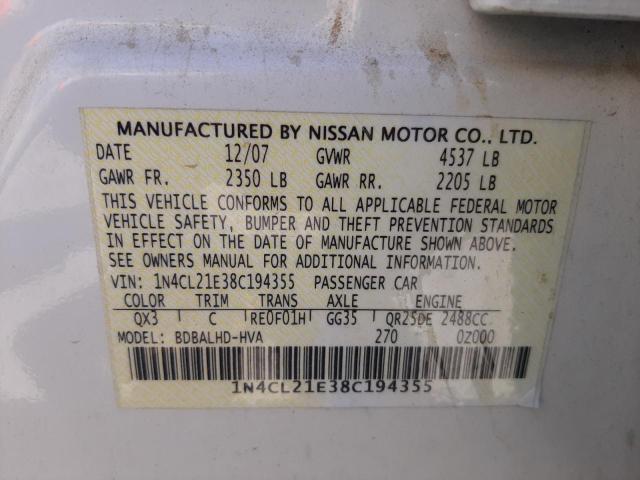 MANUFACTURED BY NISSAN MOTOR CO., LTD.
DATE 12/07 GVWR 4537 LB
GAWR FR. 2350 LB GAWR RR. 2205 LB
THIS VEHICLE CONFORMS TO ALL APPLICABLE FEDERAL MOTOR
VEHICLE SAFETY, BUMPER AND THEFT PREVENTION STANDARDS
IN EFFECT ON THE DATE OF MANUFACTURE SHOWN ABOVE.
SEE OWNERS MANUAL FOR ADDITIONAL INFORMATION.
VIN: 1N4CL21E38C194355 PASSENGER CAR
COLOR TRIM TRANS AXLE ENGINE
QX3 C RE0F01H GG35 QR25DE 2488CC
MODEL: BDBALHD-HVA 270 0Z000
1N4CL21E38C194355